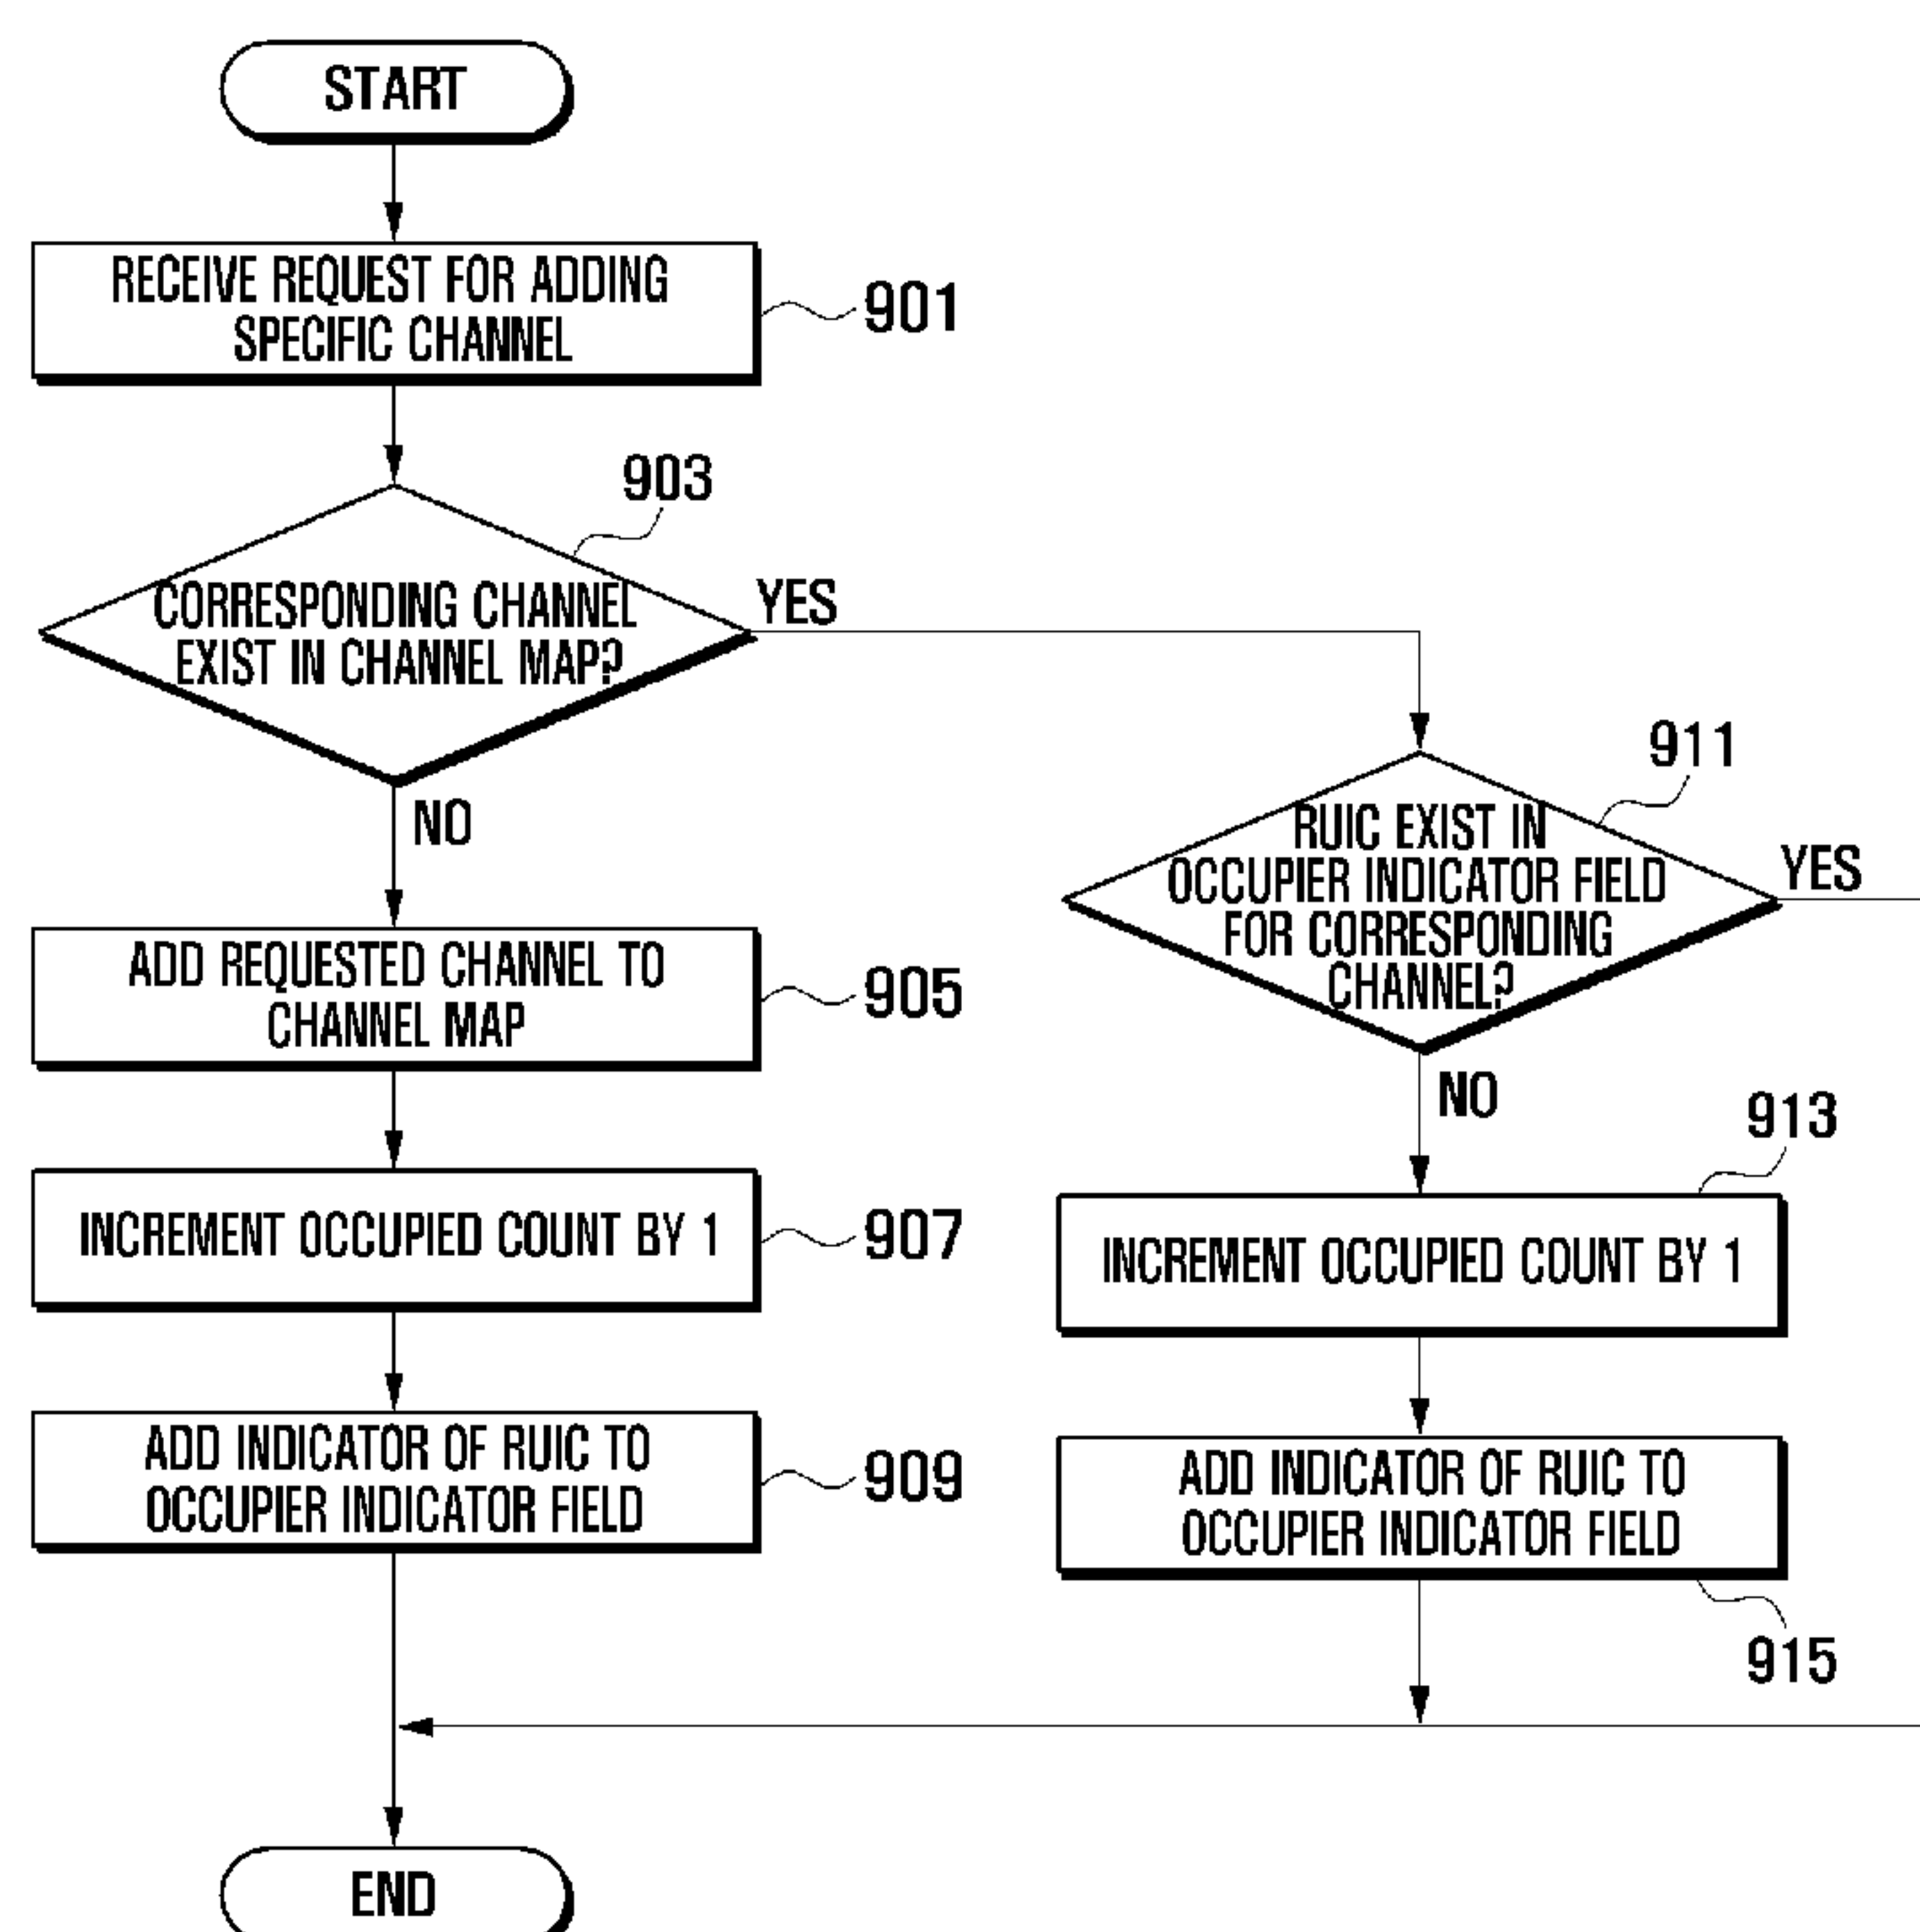 START
RECEIVE REQUEST FOR ADDING
SPECIFIC CHANNEL
901
903
CORRESPONDING CHANNEL
EXIST IN CHANNEL MAP?
YES
NO
ADD REQUESTED CHANNEL TO
CHANNEL MAP
905
INCREMENT OCCUPIED COUNT BY 1
907
ADD INDICATOR OF RUIC TO
OCCUPIER INDICATOR FIELD
909
911
RUIC EXIST IN
OCCUPIER INDICATOR FIELD
FOR CORRESPONDING
CHANNEL?
YES
NO
913
INCREMENT OCCUPIED COUNT BY 1
ADD INDICATOR OF RUIC TO
OCCUPIER INDICATOR FIELD
915
END